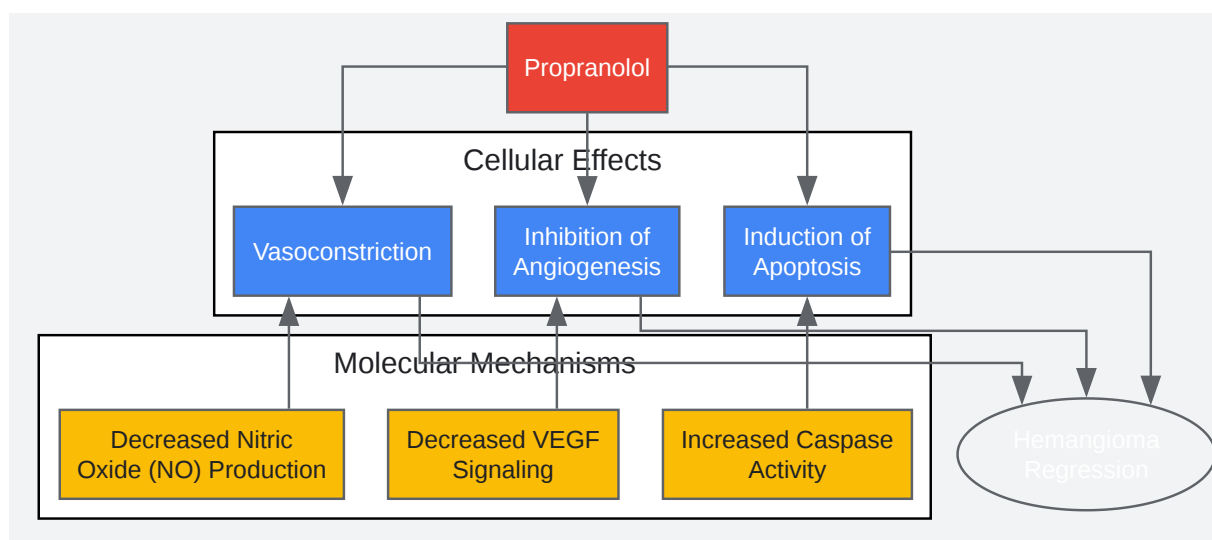 Propranolol
Cellular Effects
Vasoconstriction
Inhibition of
Angiogenesis
Induction of
Apoptosis
Molecular Mechanisms
Decreased Nitric
Oxide (NO) Production
Decreased VEGF
Signaling
Increased Caspase
Activity
Hemangioma
Regression